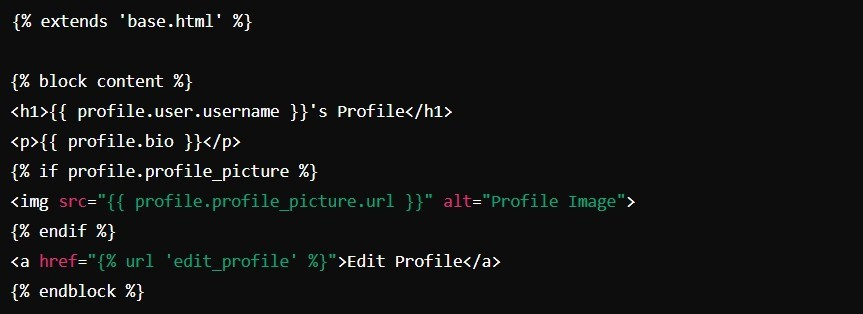 {% extends 'base.html' %}
{% block content %}
<h1>{{ profile.user.username }}'s Profile</h1>
<p>{{ profile.bio }}</p>
{% if profile.profile_picture %}
<img src="{{ profile.profile_picture.url }}" alt="Profile Image">
{% endif %}
<a href="{% url 'edit_profile' %}">Edit Profile</a>
{% endblock %}